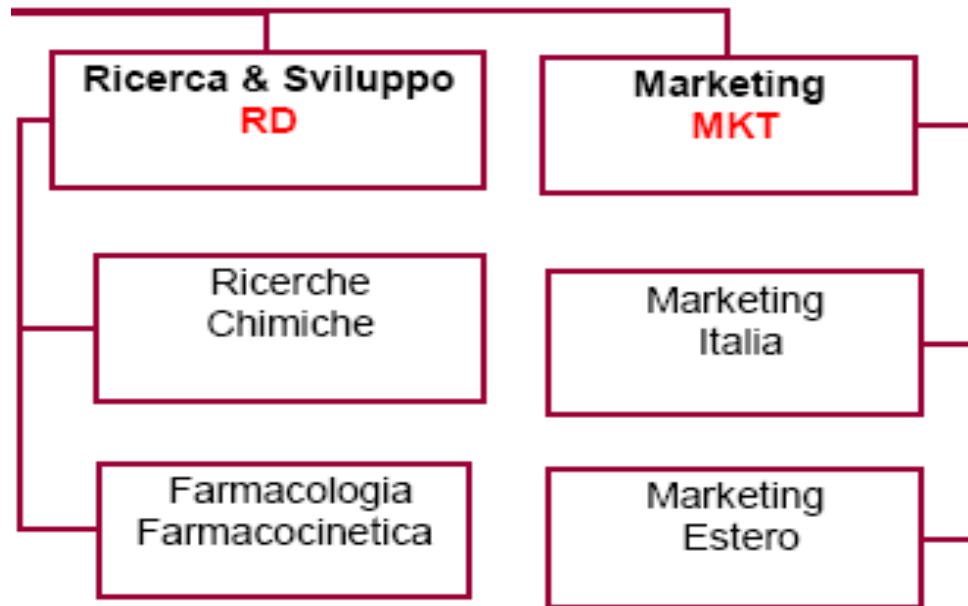 Ricerca & Sviluppo
RD
Marketing
MKT
Ricerche
Chimiche
Marketing
Italia
Farmacologia
Farmacocinetica
Marketing
Estero